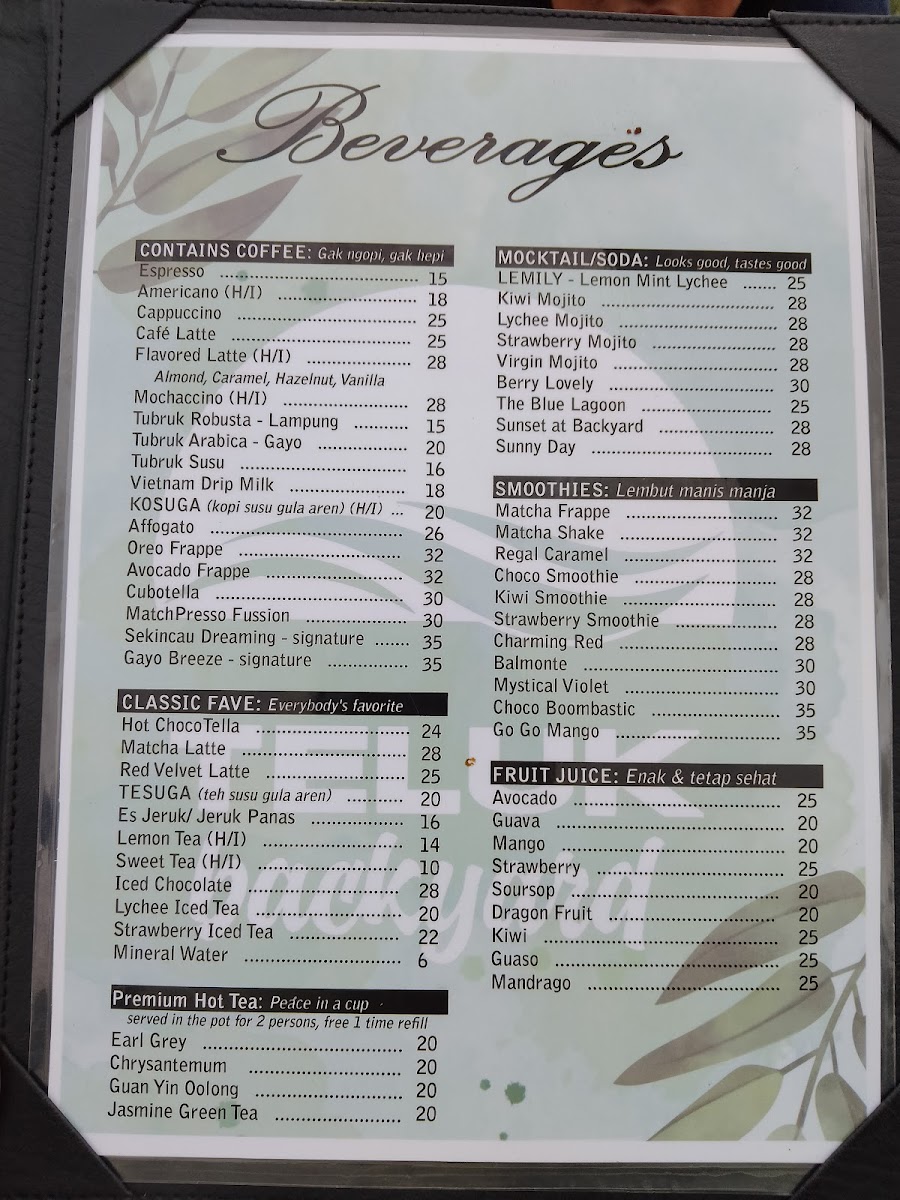 Beveragës
CONTAINS COFFEE: Gak ngopi, gak hepi
Espresso ........ 15
Americano (H/I) ........ 18
Cappuccino ........ 25
Café Latte ........ 25
Flavored Latte (H/I) ........ 28
Almond, Caramel, Hazelnut, Vanilla
Mochaccino (H/I) ........ 28
Tubruk Robusta - Lampung ........ 15
Tubruk Arabica - Gayo ........ 20
Tubruk Susu ........ 16
Vietnam Drip Milk ........ 18
KOSUGA (kopi susu gula aren) (H/I) ... 20
Affogato ........ 26
Oreo Frappe ........ 32
Avocado Frappe ........ 32
Cubotella ........ 30
MatchPresso Fussion ........ 30
Sekincau Dreaming - signature ...... 35
Gayo Breeze - signature ........ 35
CLASSIC FAVE: Everybody's favorite
Hot ChocoTella ........ 24
Matcha Latte ........ 28
Red Velvet Latte ........ 25
TESUGA (teh susu gula aren) ........ 20
Es Jeruk/ Jeruk Panas ........ 16
Lemon Tea (H/I) ........ 14
Sweet Tea (H/I) ........ 10
Iced Chocolate ........ 28
Lychee Iced Tea ........ 20
Strawberry Iced Tea ........ 22
Mineral Water ........ 6
Premium Hot Tea: Peace in a cup
served in the pot for 2 persons, free 1 time refill
Earl Grey ........ 20
Chrysantemum ........ 20
Guan Yin Oolong ........ 20
Jasmine Green Tea ........ 20
MOCKTAIL/SODA: Looks good, tastes good
LEMILY - Lemon Mint Lychee ....... 25
Kiwi Mojito ........ 28
Lychee Mojito ........ 28
Strawberry Mojito ........ 28
Virgin Mojito ........ 28
Berry Lovely ........ 30
The Blue Lagoon ........ 25
Sunset at Backyard ........ 28
Sunny Day ........ 28
SMOOTHIES: Lembut manis manja
Matcha Frappe ........ 32
Matcha Shake ........ 32
Regal Caramel ........ 32
Choco Smoothie ........ 28
Kiwi Smoothie ........ 28
Strawberry Smoothie ........ 28
Charming Red ........ 28
Balmonte ........ 30
Mystical Violet ........ 30
Choco Boombastic ........ 35
Go Go Mango ........ 35
FRUIT JUICE: Enak & tetap sehat
Avocado ........ 25
Guava ........ 20
Mango ........ 20
Strawberry ........ 25
Soursop ........ 20
Dragon Fruit ........ 20
Kiwi ........ 25
Guaso ........ 25
Mandrago ........ 25
TELUK
backyard